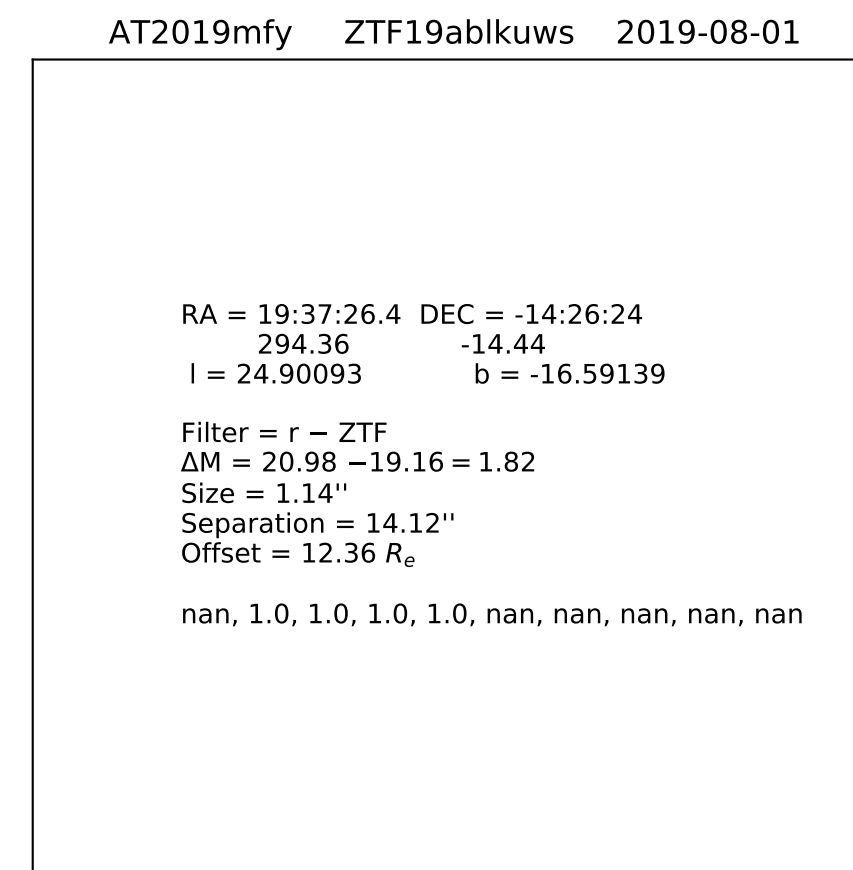 AT2019mfy ZTF19ablkuws 2019-08-01
RA = 19:37:26.4 DEC = -14:26:24
294.36 -14.44
l = 24.90093 b = -16.59139
Filter = r − ZTF
ΔM = 20.98 −19.16 = 1.82
Size = 1.14''
Separation = 14.12''
Offset = 12.36 Re
nan, 1.0, 1.0, 1.0, 1.0, nan, nan, nan, nan, nan